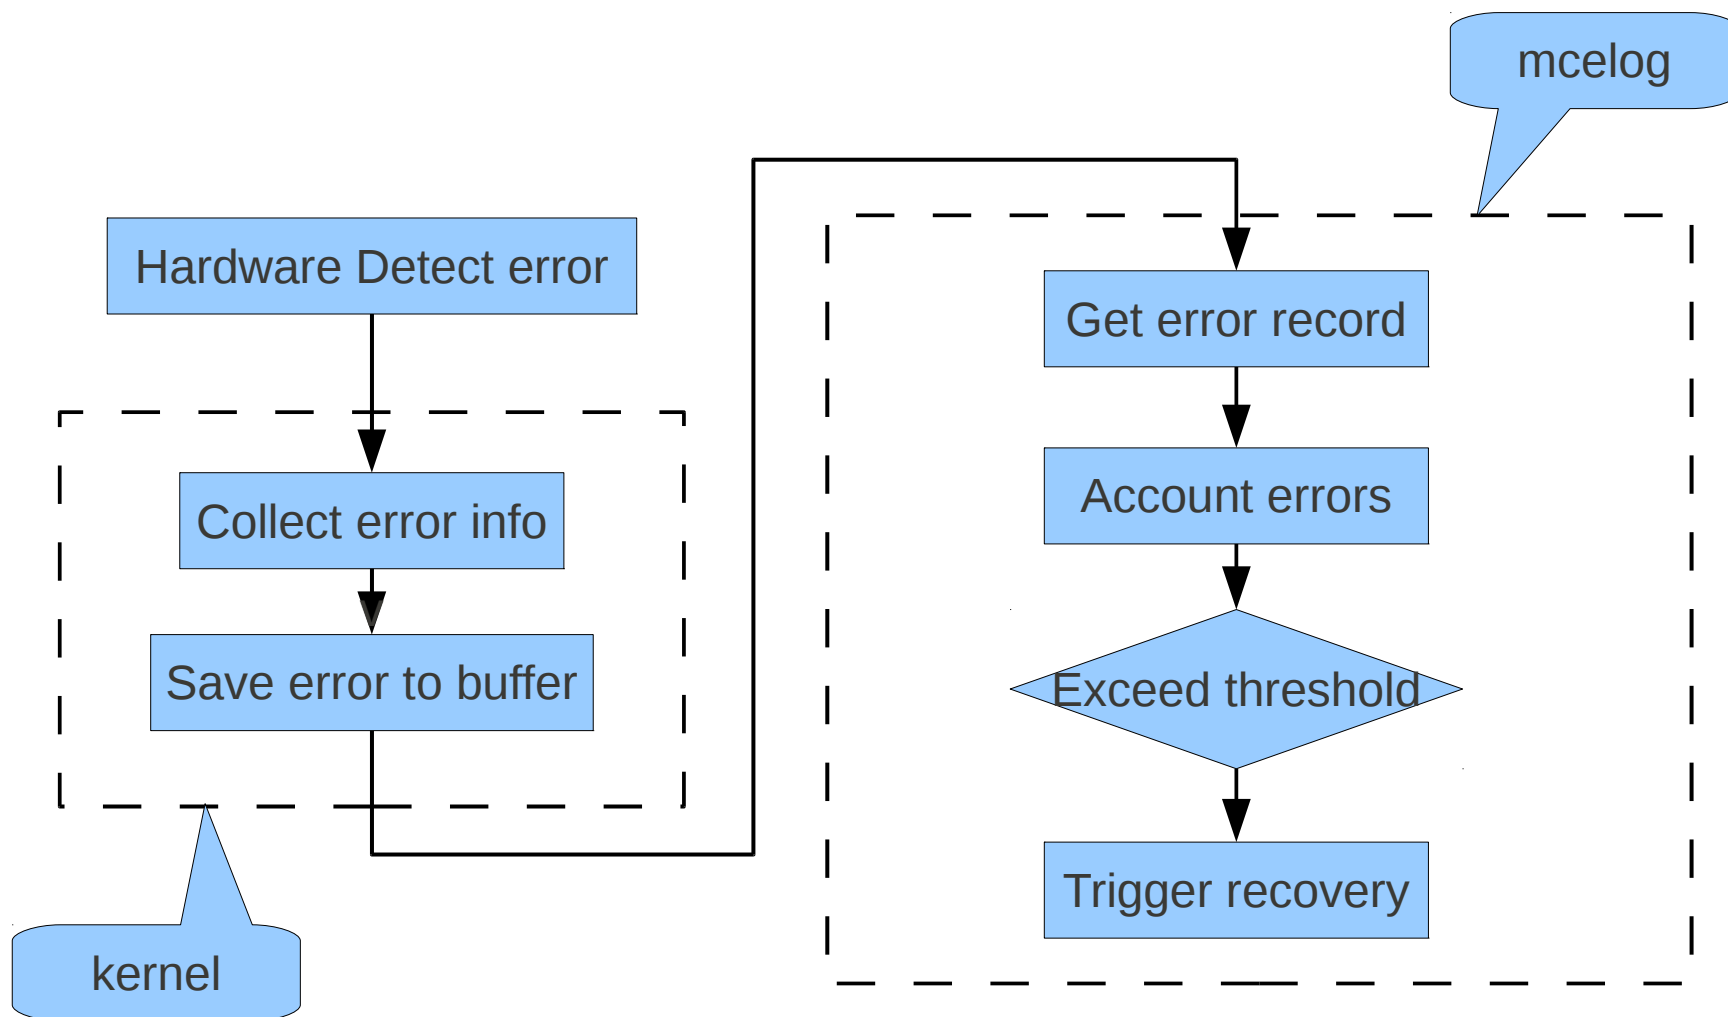 mcelog
Hardware Detect error
Collect error info
Save error to buffer
kernel
Get error record
Account errors
Exceed threshold
Trigger recovery